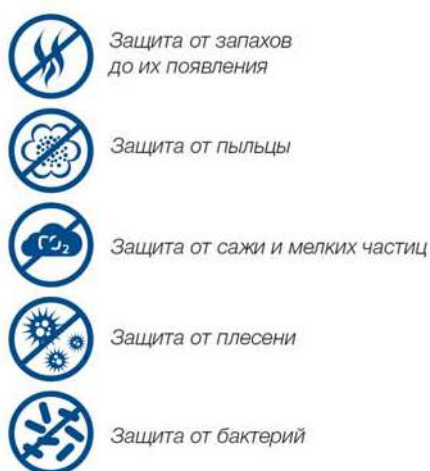 Защита от запахов
до их появления
Защита от пыльцы
CO₂
Защита от сажи и мелких частиц
Защита от плесени
Защита от бактерий